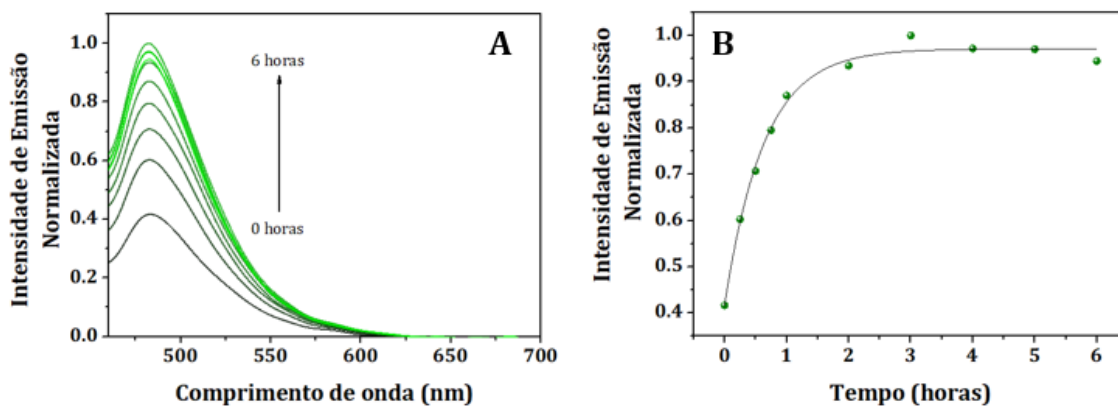 Intensidade de Emissão
Normalizada
1.0
0.8
0.6
0.4
0.2
0.0
A
6 horas
0 horas
500
550
600
650
700
Comprimento de onda (nm)
Intensidade de Emissão
Normalizada
1.0
0.9
0.8
0.7
0.6
0.5
0.4
B
0
1
2
3
4
5
6
Tempo (horas)